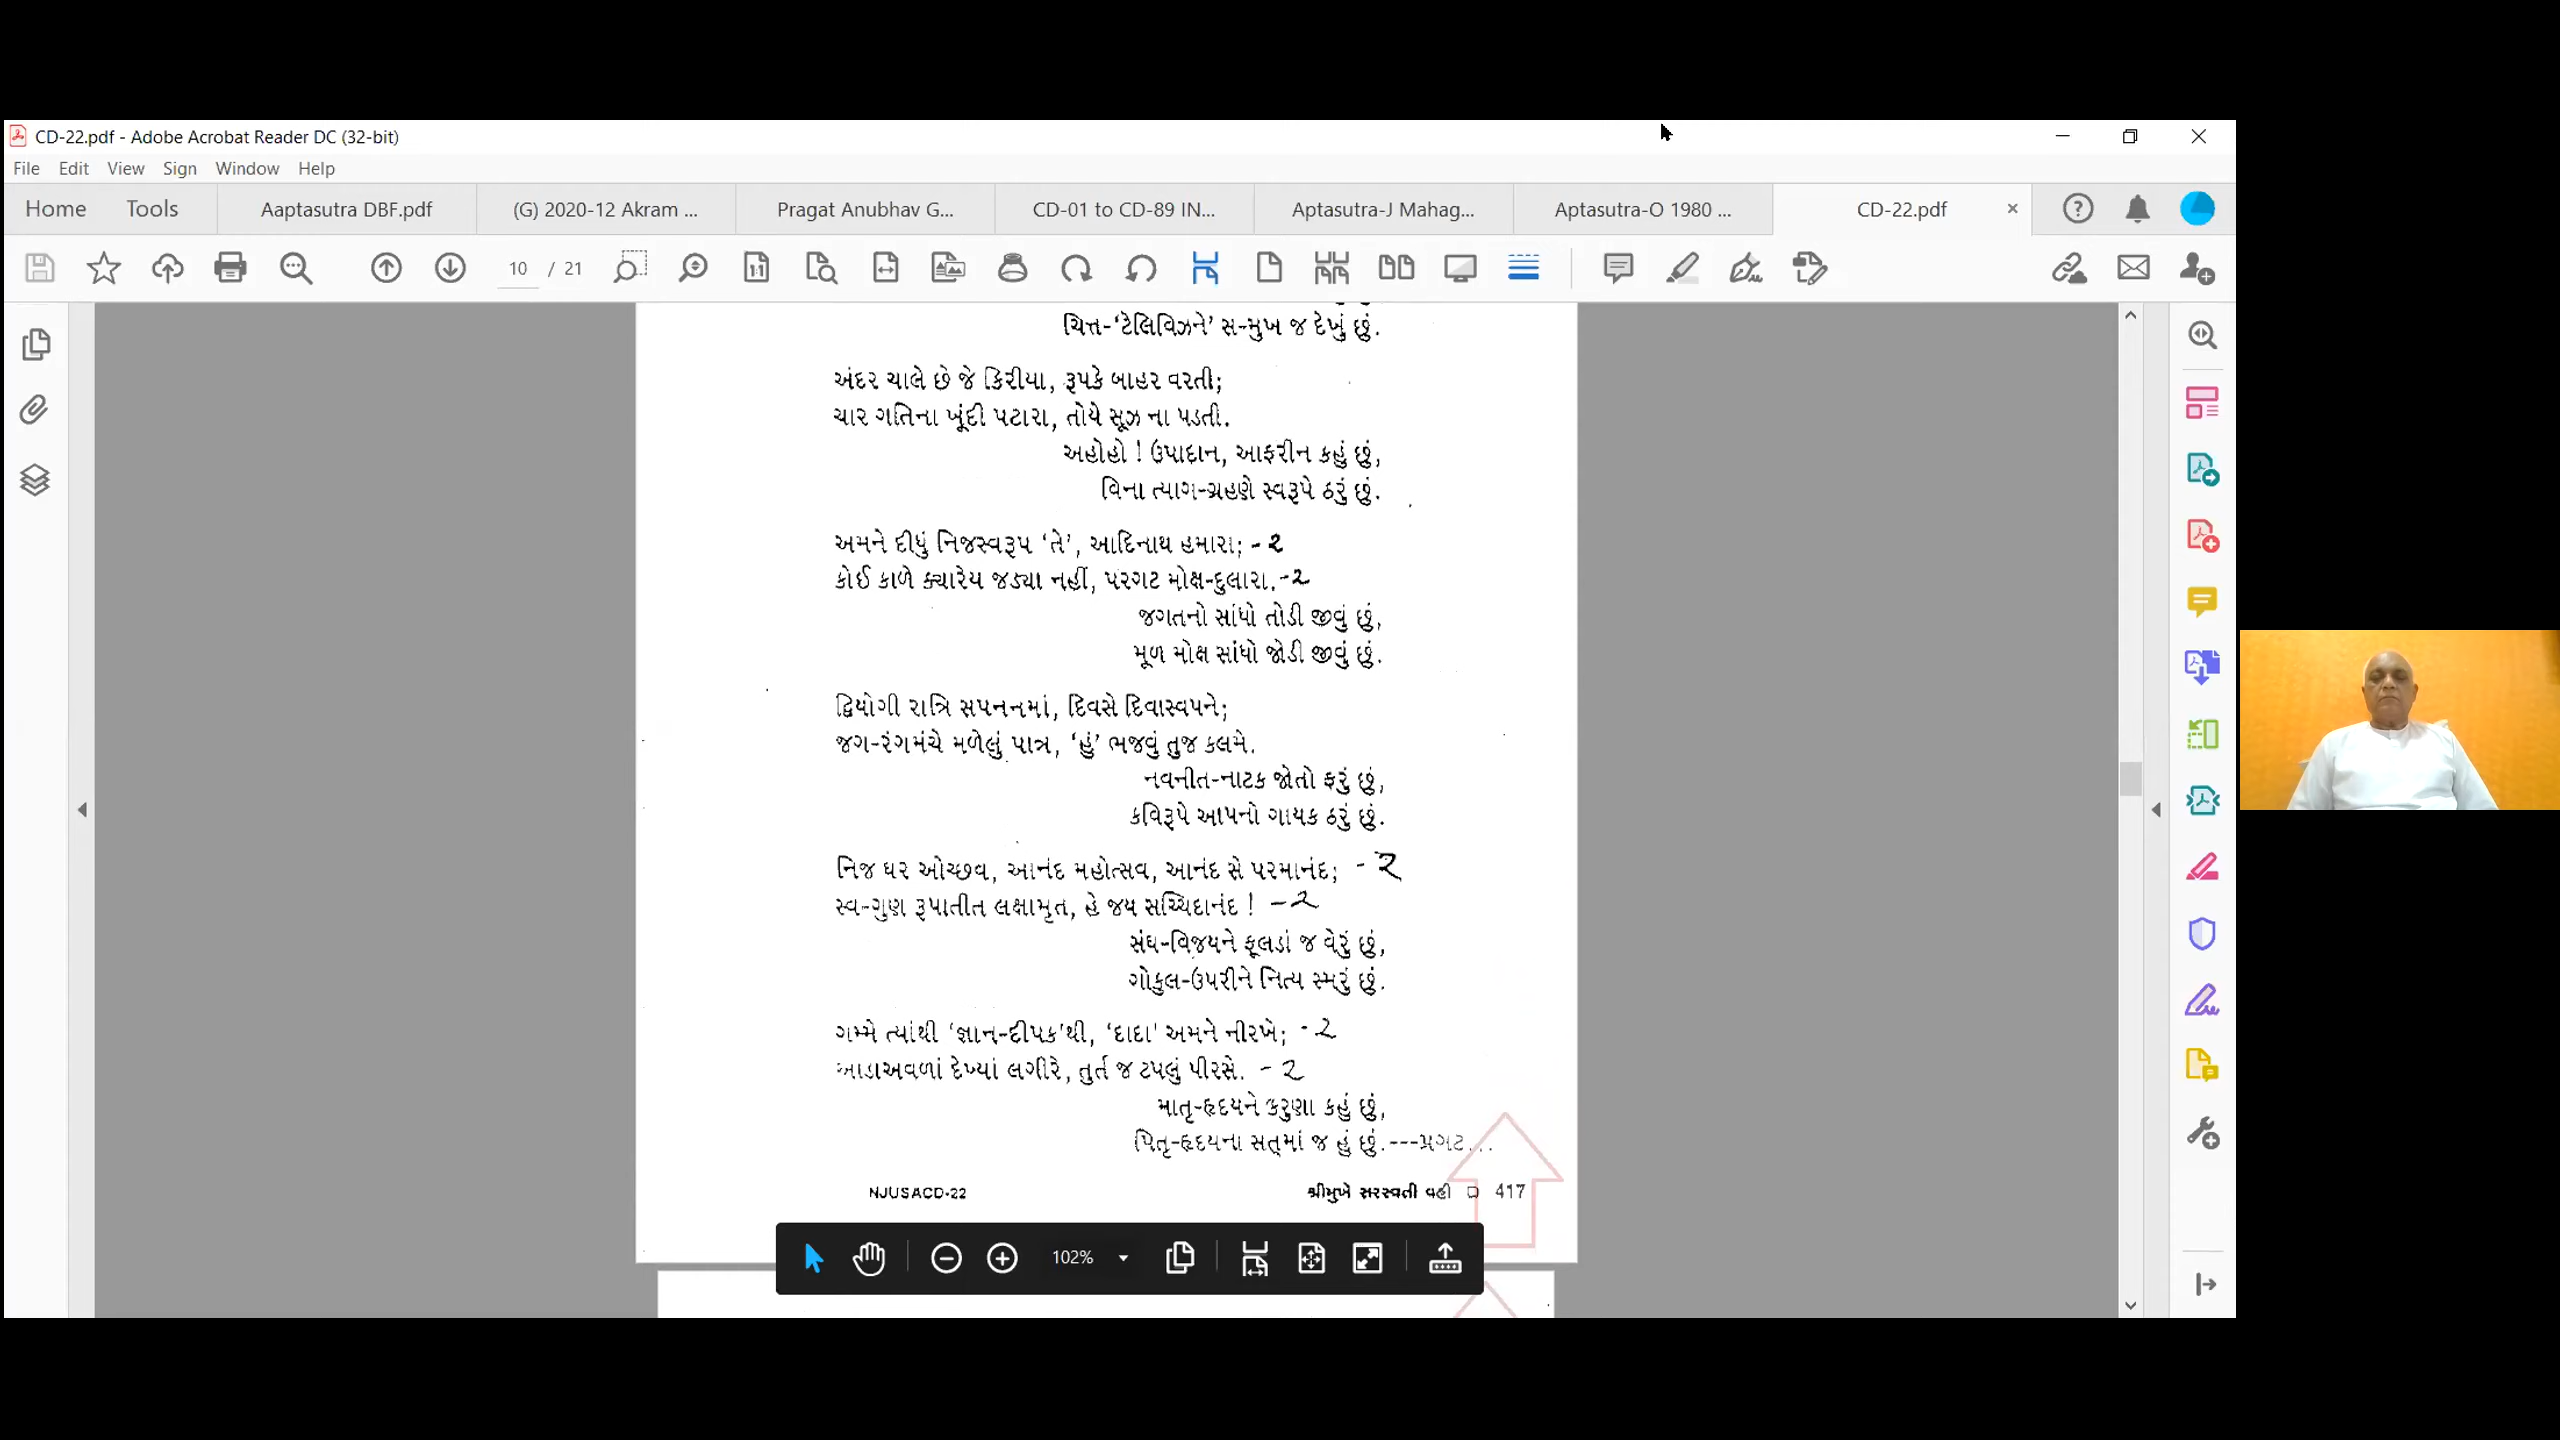 CD-22.pdf - Adobe Acrobat Reader DC (32-bit)
File Edit View Sign Window Help
Home Tools Aaptasutra DBF.pdf (G) 2020-12 Akram ... Pragat Anubhav G... CD-01 to CD-89 IN... Aptasutra-J Mahag... Aptasutra-O 1980 ... CD-22.pdf
10 / 21
ચિત્ત-‘ટેલિવિઝને’ સન્મુખ જ દેખું છું.
અંદર ચાલે છે જે કિરીયા, રૂપકે બાહર વરતી;
ચાર ગતિના ખૂંદી પટારા, તોયે સૂઝ ના પડતી.
અહોહો ! ઉપાદાન, આફરીન કહું છું,
વિના ત્યાગ-ગ્રહણે સ્વરૂપે ઠરું છું.
અમને દીધું નિજસ્વરૂપ ‘તે’, આદિનાથ હમારા; -૨
કોઈ કાળે ક્યારેય જડ્યા નહીં, પરગટ મોક્ષ-દુલારા. -૨
જગતનો સાંધો તોડી જીવું છું,
મૂળ મોક્ષ સાંધો જોડી જીવું છું.
દ્વિયોગી રાત્રિ સપનનમાં, દિવસે દિવાસ્વપને;
જગ-રંગમંચે મળેલું પાત્ર, ‘હું’ ભજવું તુજ કલમે.
નવનીત-નાટક જોતો ફરું છું,
કવિરૂપે આપનો ગાયક ઠરું છું.
નિજ ઘર ઓચ્છવ, આનંદ મહોત્સવ, આનંદ સે પરમાનંદ; -૨
સ્વ-ગુણ રૂપાતીત લક્ષામૃત, હે જય સચ્ચિદાનંદ ! -૨
સંઘ-વિજયને ફૂલડાં જ વેરું છું,
ગોકુલ-ઉપરીને નિત્ય સ્મરું છું.
ગમ્મે ત્યાંથી ‘જ્ઞાન-દીપક’થી, ‘દાદા’ અમને નીરખે; -૨
આડાઅવળાં દેખ્યાં લગીરે, તુર્ત જ ટપલું પીરસે. -૨
માતૃ-હૃદયને કરુણા કહું છું,
પિતૃ-હૃદયના સત્‌માં જ હું છું.---પ્રગટ...
NJUSACD-22 શ્રીમુખે સરસ્વતી વહી 417
102%